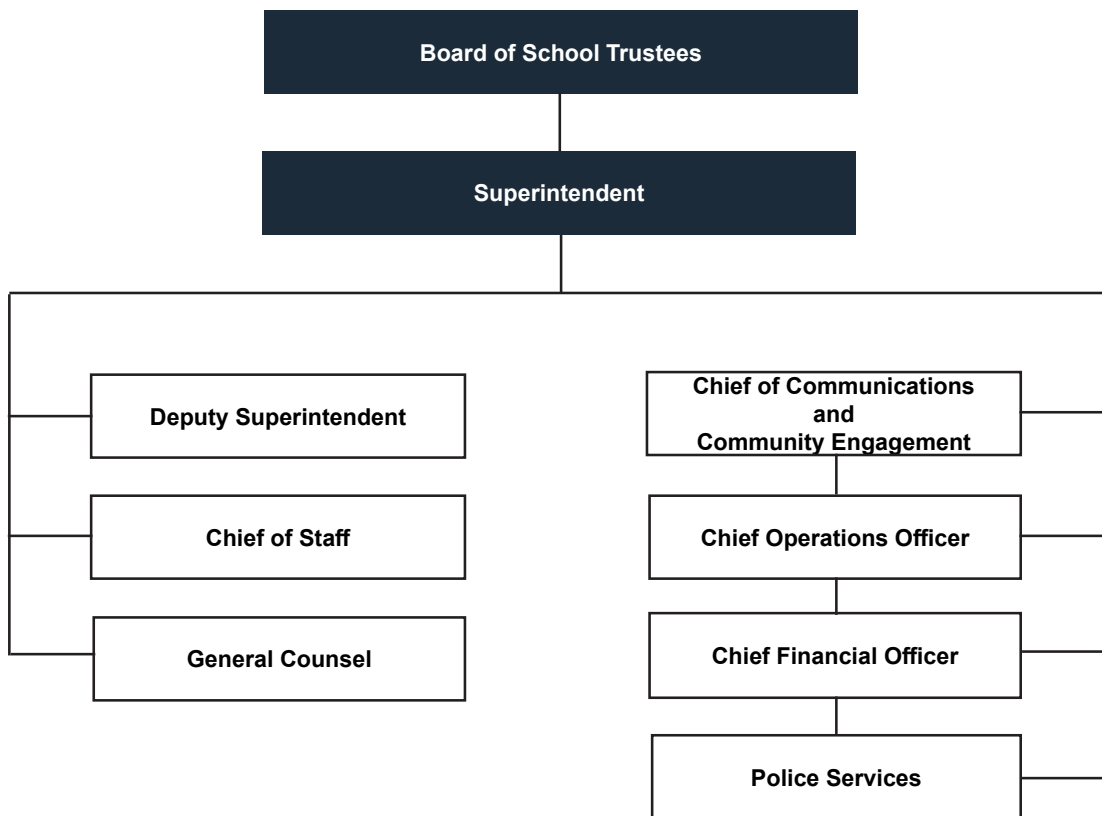 Board of School Trustees
Superintendent
Deputy Superintendent
Chief of Staff
General Counsel
Chief of Communications
and
Community Engagement
Chief Operations Officer
Chief Financial Officer
Police Services